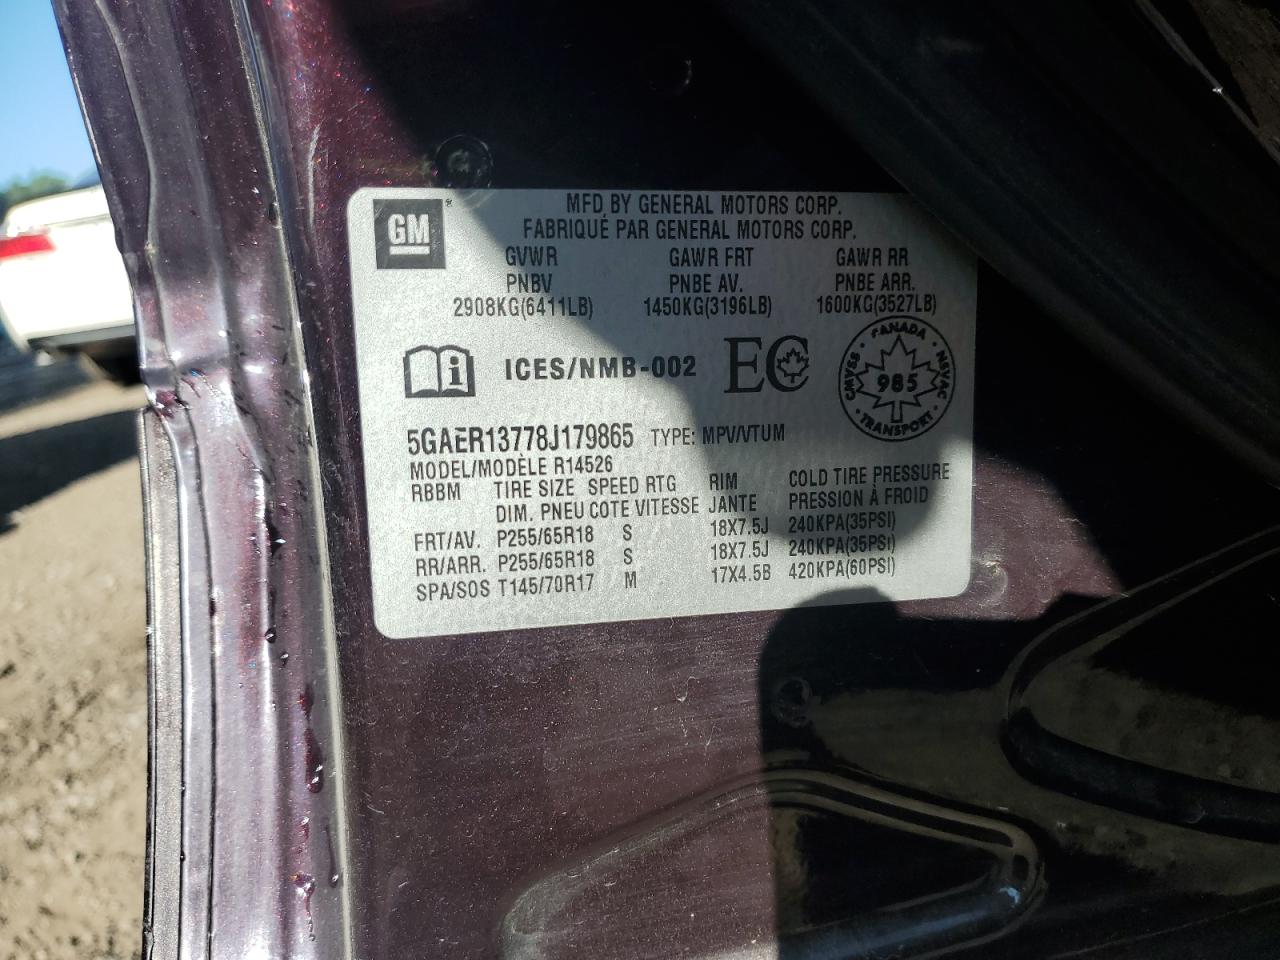 GM
MFD BY GENERAL MOTORS CORP.
FABRIQUÉ PAR GENERAL MOTORS CORP.
GVWR GAWR FRT GAWR RR
PNBV PNBE AV. PNBE ARR.
2908KG(6411LB) 1450KG(3196LB) 1600KG(3527LB)
ICES/NMB-002 EC
CANADA
CMVSS 985 NSVAC
TRANSPORT
5GAER13778J179865 TYPE: MPV/VTUM
MODEL/MODÈLE R14526
RBBM TIRE SIZE SPEED RTG RIM COLD TIRE PRESSURE
DIM. PNEU COTE VITESSE JANTE PRESSION À FROID
FRT/AV. P255/65R18 S 18X7.5J 240KPA(35PSI)
RR/ARR. P255/65R18 S 18X7.5J 240KPA(35PSI)
SPA/SOS T145/70R17 M 17X4.5B 420KPA(60PSI)